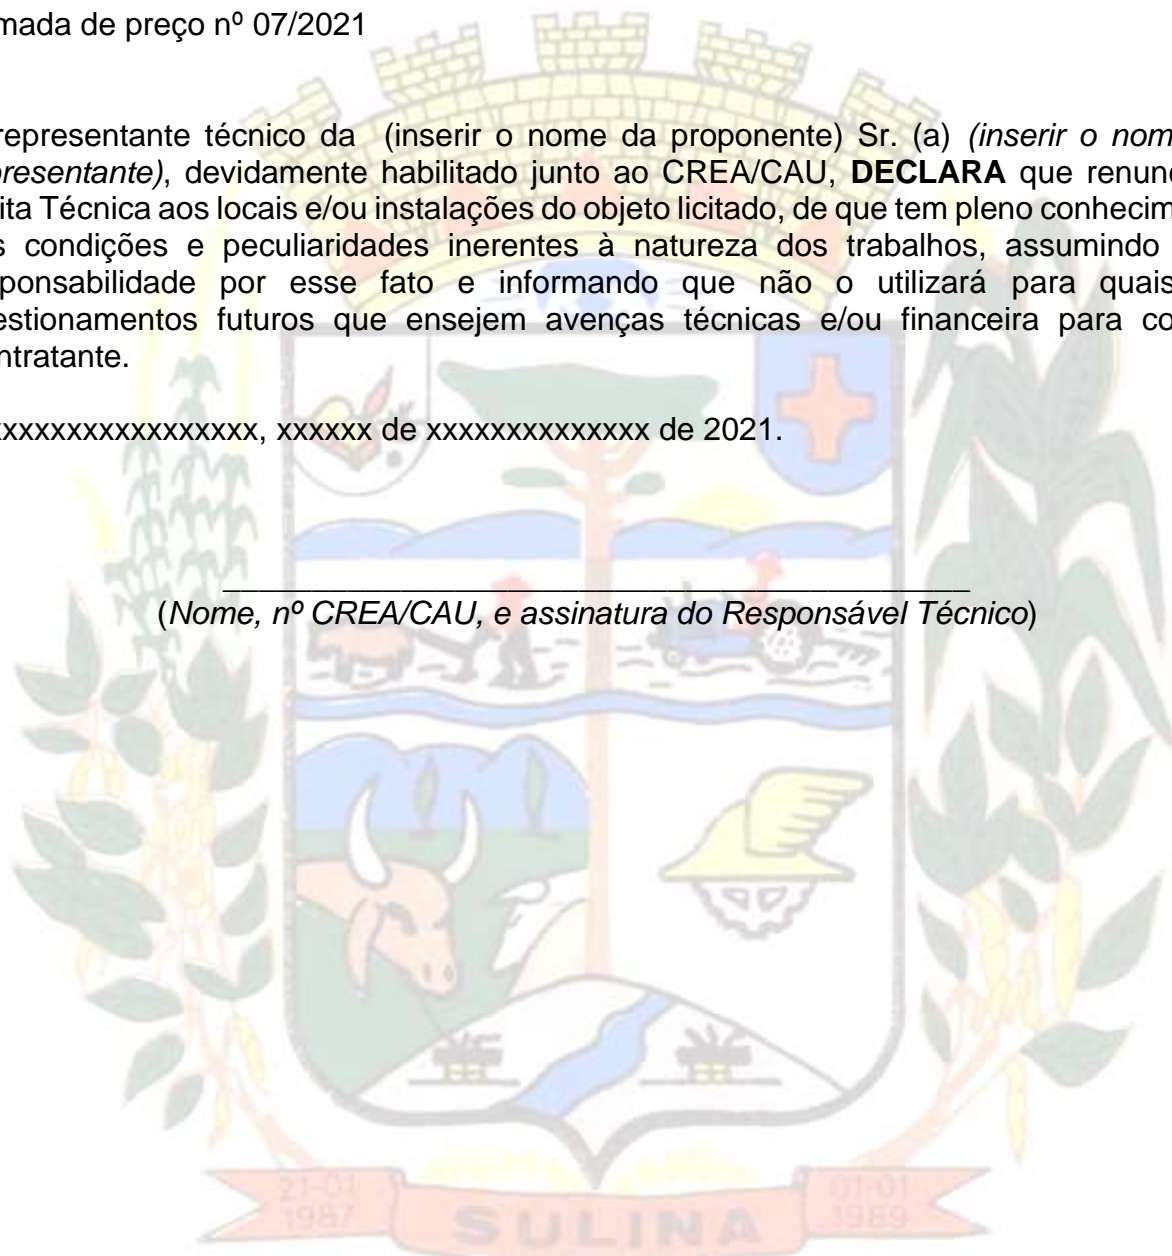 mada de preço nº 07/2021
representante técnico da (inserir o nome da proponente) Sr. (a) (inserir o nom
presentante), devidamente habilitado junto ao CREA/CAU, DECLARA que renun
ita Técnica aos locais e/ou instalações do objeto licitado, de que tem pleno conhecim
s condições e peculiaridades inerentes à natureza dos trabalhos, assumindo
ponsabilidade por esse fato e informando que não o utilizará para quais
estionamentos futuros que ensejem avenças técnicas e/ou financeira para co
ntratante.
xxxxxxxxxxxxxxxxx, xxxxxx de xxxxxxxxxxxxxx de 2021.
(Nome, nº CREA/CAU, e assinatura do Responsável Técnico)
21-01 01-01
1987 SULINA 1989